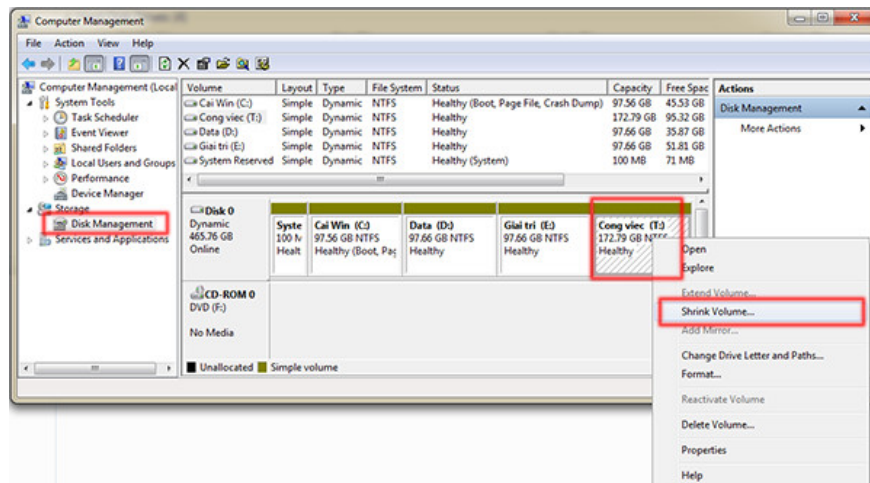 Computer Management
File Action View Help
Computer Management (Local
System Tools
Task Scheduler
Event Viewer
Shared Folders
Local Users and Groups
Performance
Device Manager
Storage
Disk Management
Services and Applications
Volume Layout Type File System Status Capacity Free Spac
Cai Win (C:) Simple Dynamic NTFS Healthy (Boot, Page File, Crash Dump) 97.56 GB 45.53 GB
Cong viec (T:) Simple Dynamic NTFS Healthy 172.79 GB 95.32 GB
Data (D:) Simple Dynamic NTFS Healthy 97.66 GB 35.87 GB
Giai tri (E:) Simple Dynamic NTFS Healthy 97.66 GB 51.81 GB
System Reserved Simple Dynamic NTFS Healthy (System) 100 MB 71 MB
Actions
Disk Management
More Actions
Disk 0
Dynamic
465.76 GB
Online
Syste
100 M
Healt
Cai Win (C:)
97.56 GB NTFS
Healthy (Boot, Pag
Data (D:)
97.66 GB NTFS
Healthy
Giai tri (E:)
97.66 GB NTFS
Healthy
Cong viec (T:)
172.79 GB NTFS
Healthy
CD-ROM 0
DVD (F:)
No Media
Unallocated Simple volume
Open
Explore
Extend Volume...
Shrink Volume...
Add Mirror...
Change Drive Letter and Paths...
Format...
Reactivate Volume
Delete Volume...
Properties
Help